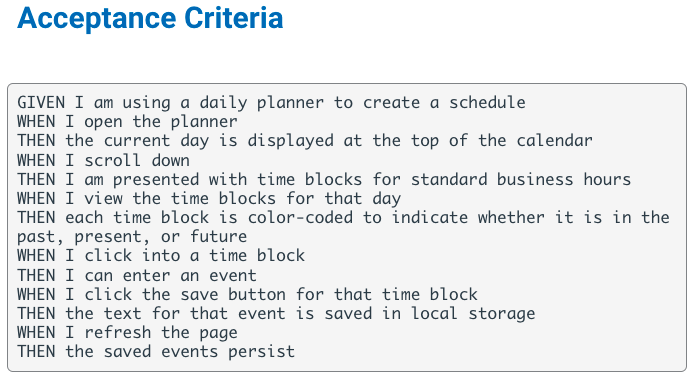 Acceptance Criteria
GIVEN I am using a daily planner to create a schedule
WHEN I open the planner
THEN the current day is displayed at the top of the calendar
WHEN I scroll down
THEN I am presented with time blocks for standard business hours
WHEN I view the time blocks for that day
THEN each time block is color-coded to indicate whether it is in the
past, present, or future
WHEN I click into a time block
THEN I can enter an event
WHEN I click the save button for that time block
THEN the text for that event is saved in local storage
WHEN I refresh the page
THEN the saved events persist